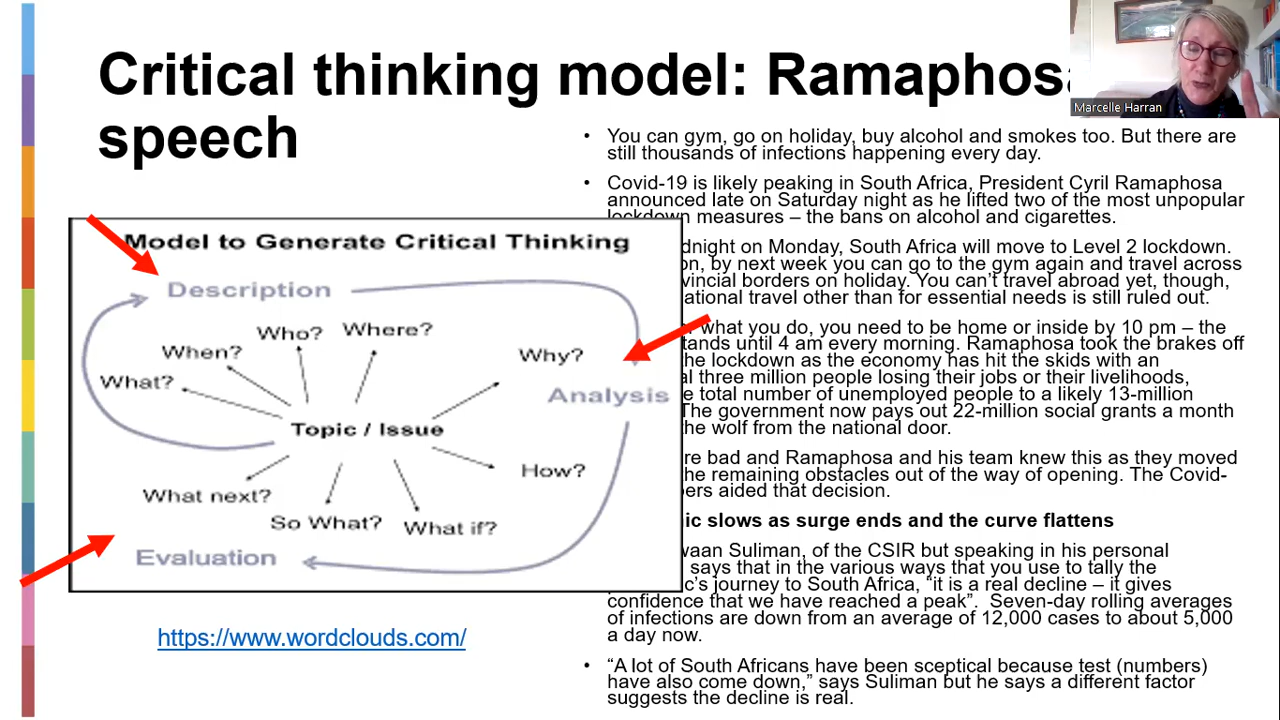 Critical thinking model: Ramaphosa
speech
Marcelle Harran
• You can gym, go on holiday, buy alcohol and smokes too. But there are
still thousands of infections happening every day.
• Covid-19 is likely peaking in South Africa, President Cyril Ramaphosa
announced late on Saturday night as he lifted two of the most unpopular
lockdown measures – the bans on alcohol and cigarettes.
dnight on Monday, South Africa will move to Level 2 lockdown.
on, by next week you can go to the gym again and travel across
vincial borders on holiday. You can't travel abroad yet, though,
ational travel other than for essential needs is still ruled out.
what you do, you need to be home or inside by 10 pm – the
tands until 4 am every morning. Ramaphosa took the brakes off
he lockdown as the economy has hit the skids with an
al three million people losing their jobs or their livelihoods,
e total number of unemployed people to a likely 13-million
The government now pays out 22-million social grants a month
the wolf from the national door.
re bad and Ramaphosa and his team knew this as they moved
he remaining obstacles out of the way of opening. The Covid-
bers aided that decision.
ic slows as surge ends and the curve flattens
waan Suliman, of the CSIR but speaking in his personal
says that in the various ways that you use to tally the
ic's journey to South Africa, "it is a real decline – it gives
confidence that we have reached a peak". Seven-day rolling averages
of infections are down from an average of 12,000 cases to about 5,000
a day now.
• "A lot of South Africans have been sceptical because test (numbers)
have also come down," says Suliman but he says a different factor
suggests the decline is real.
Model to Generate Critical Thinking
Description
Who? Where?
When?
Why?
What?
Analysis
Topic / Issue
How?
What next?
So What?
What if?
Evaluation
https://www.wordclouds.com/